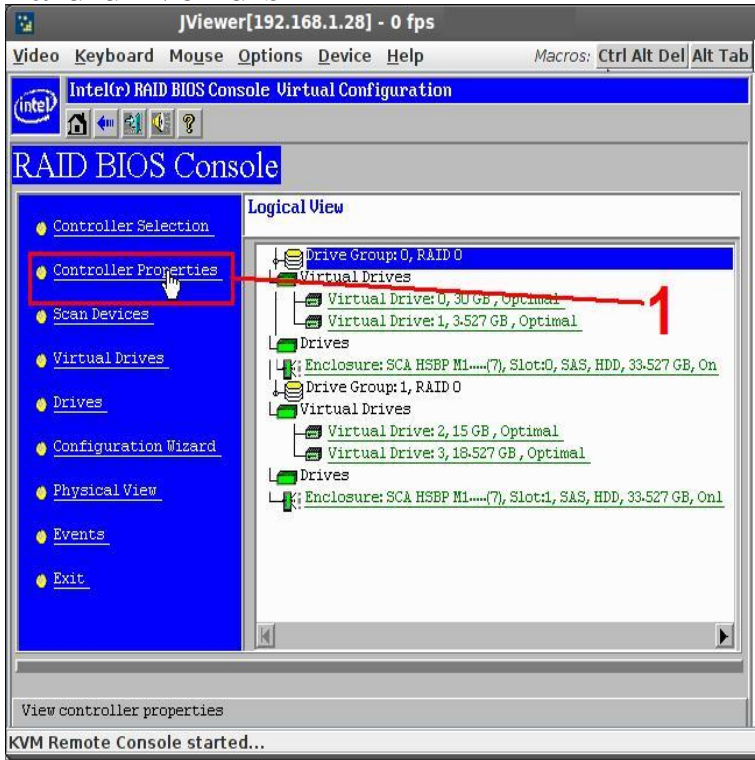 JViewer[192.168.1.28] - 0 fps
Video Keyboard Mouse Options Device Help Macros: Ctrl Alt Del Alt Tab
intel Intel(r) RAID BIOS Console Virtual Configuration
RAID BIOS Console
Controller Selection
Controller Properties
Scan Devices
Virtual Drives
Drives
Configuration Wizard
Physical View
Events
Exit
Logical View
Drive Group: 0, RAID 0
Virtual Drives
Virtual Drive: 0, 30 GB, Optimal
Virtual Drive: 1, 3.527 GB, Optimal
Drives
Enclosure: SCA HSBP M1.....(7), Slot:0, SAS, HDD, 33.527 GB, On
Drive Group: 1, RAID 0
Virtual Drives
Virtual Drive: 2, 15 GB, Optimal
Virtual Drive: 3, 18.527 GB, Optimal
Drives
Enclosure: SCA HSBP M1.....(7), Slot:1, SAS, HDD, 33.527 GB, Onl
1
View controller properties
KVM Remote Console started...